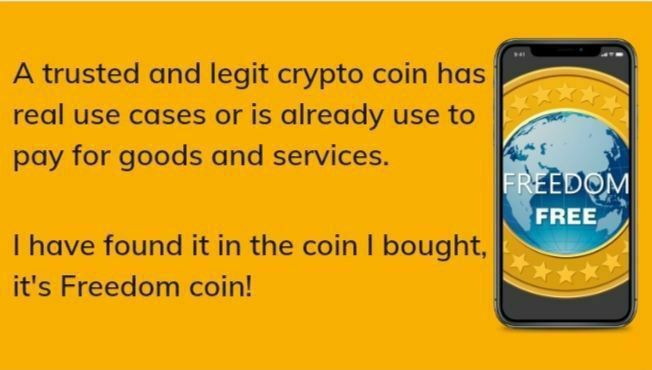 A trusted and legit crypto coin has
real use cases or is already use to
pay for goods and services.
I have found it in the coin I bought,
it's Freedom coin!
9:41
FREEDOM
FREE